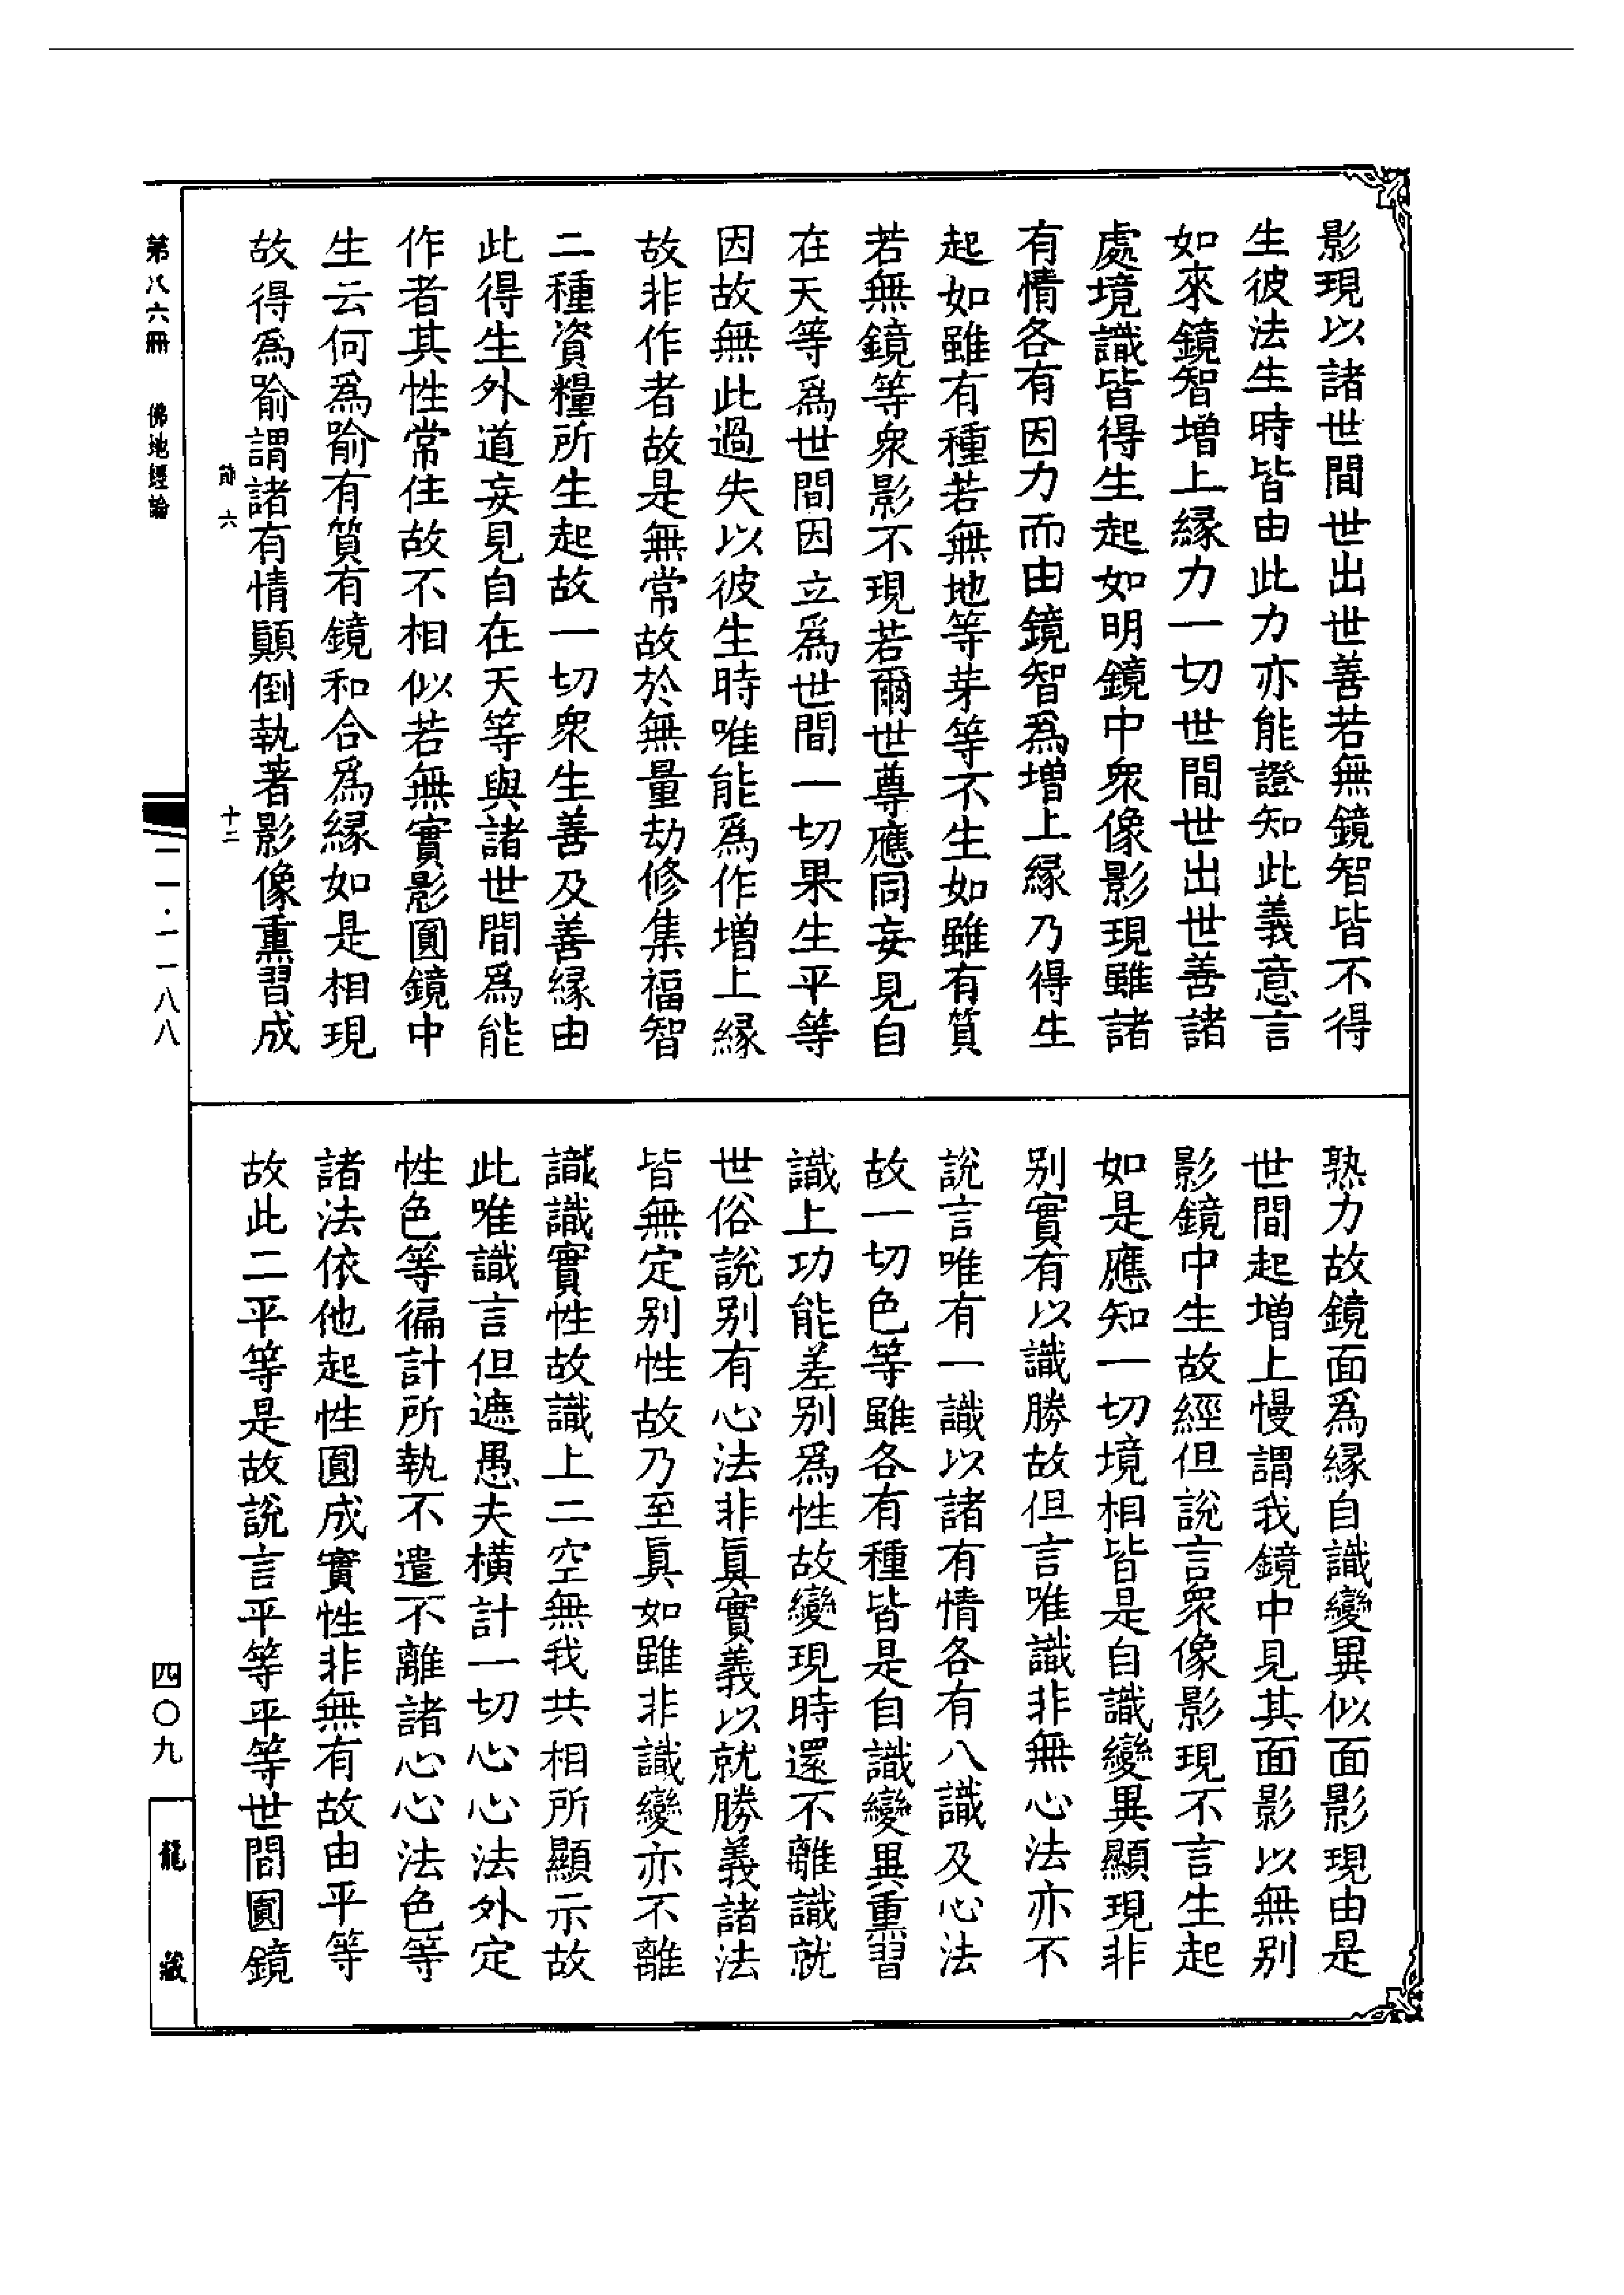 影現以諸世間世出世善若無鏡智皆不得
生彼法生時皆由此力亦能證知此義意言
如來鏡智增上緣力一切世間世出世善諸
處境識皆得生起如明鏡中衆像影現雖諸
有情各有因力而由鏡智爲增上緣乃得生
起如雖有種若無地等芽等不生如雖有質
若無鏡等衆影不現若爾世尊應同妄見自
在天等爲世間因立爲世間一切果生平等
因故無此過失以彼生時唯能爲作增上緣
故非作者故是無常故於無量劫修集福智
二種資糧所生起故一切衆生善及善緣由
此得生外道妄見自在天等與諸世間爲能
作者其性常住故不相似若無實影圓鏡中
生云何爲喻有質有鏡和合爲緣如是相現
故得爲喻謂諸有情顛倒執著影像熏習成
節六 十二
熟力故鏡面爲緣自識變異似面影現由是
世間起增上慢謂我鏡中見其面影以無别
影鏡中生故經但說言衆像影現不言生起
如是應知一切境相皆是自識變異顯現非
别實有以識勝故但言唯識非無心法亦不
說言唯有一識以諸有情各有八識及心法
故一切色等雖各有種皆是自識變異熏習
識上功能差别爲性故變現時還不離識就
世俗說别有心法非眞實義以就勝義諸法
皆無定别性故乃至眞如雖非識變亦不離
識識實性故識上二空無我共相所顯示故
此唯識言但遮愚夫橫計一切心心法外定
性色等徧計所執不遣不離諸心心法色等
諸法依他起性圓成實性非無有故由平等
故此二平等是故說言平等平等世間圓鏡
第八六冊 佛地經論
二一·一一八八
四〇九
龍藏